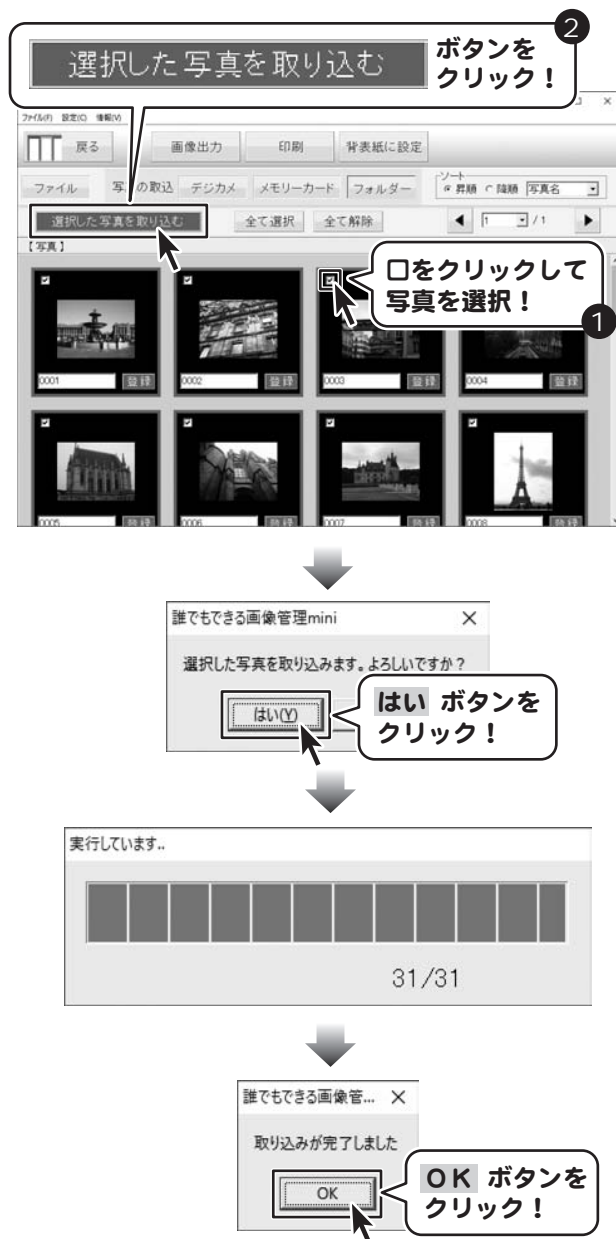 2
選択した写真を取り込む ボタンを
クリック！
ファイル(F) 設定(O) 情報(V)
戻る 画像出力 印刷 背表紙に設定
ファイル 写 の取込 デジカメ メモリーカード フォルダー ソート 昇順 降順 写真名
選択した写真を取り込む 全て選択 全て解除 1 / 1
【写真】
□をクリックして
写真を選択！
1
0001 登録 0002 登録 0003 登録 0004 登録
0005 登録 0006 登録 0007 登録 0008 登録
誰でもできる画像管理mini
選択した写真を取り込みます。よろしいですか？
はい(Y)
はい ボタンを
クリック！
実行しています..
31/31
誰でもできる画像管...
取り込みが完了しました
OK
ＯＫ ボタンを
クリック！